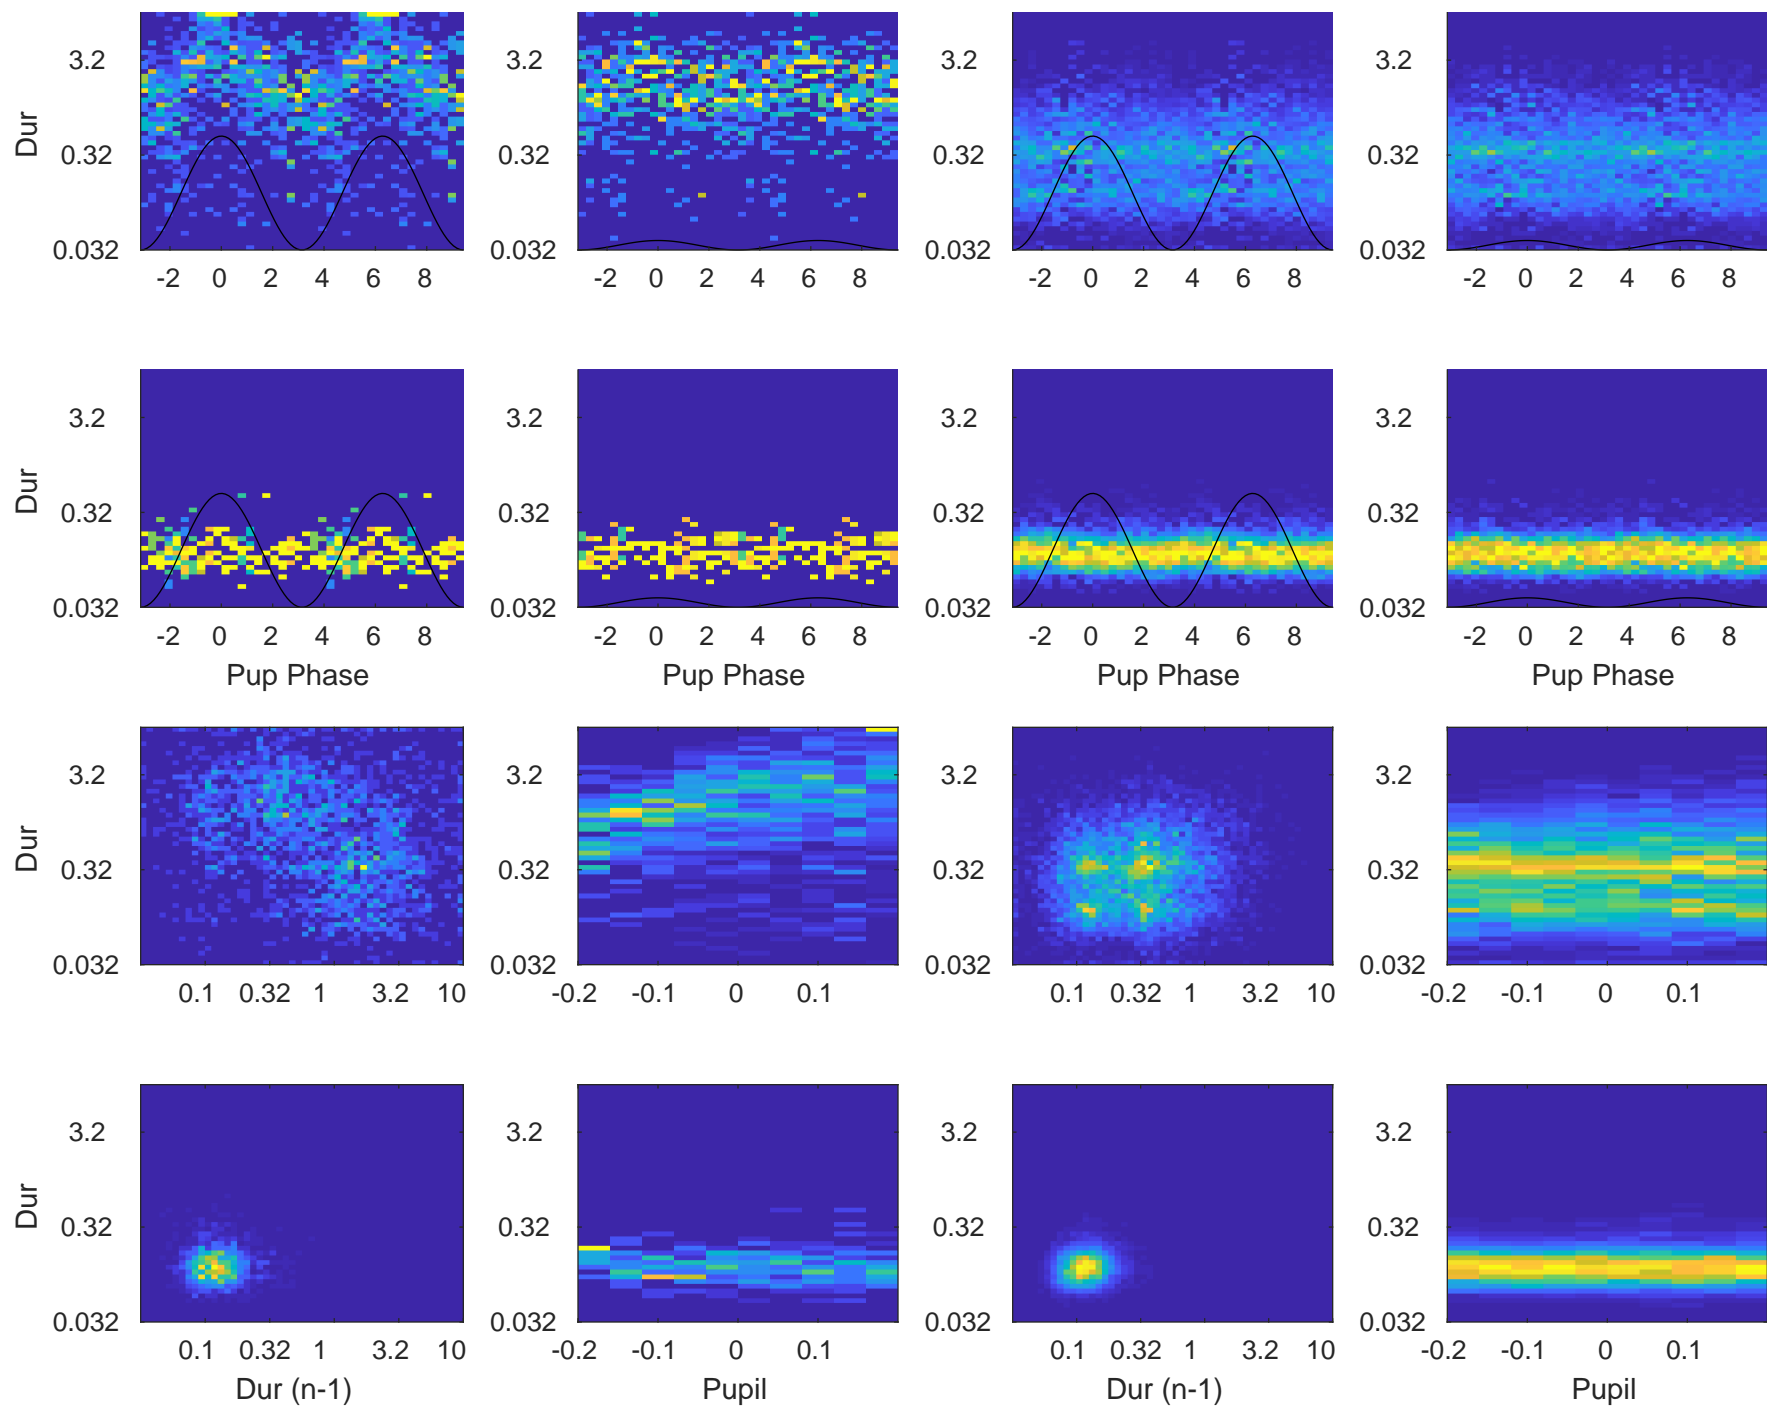 3.2 3.2 3.2 3.2
Dur
0.32 0.32 0.32 0.32
0.032 0.032 0.032 0.032
-2 0 2 4 6 8 -2 0 2 4 6 8 -2 0 2 4 6 8 -2 0 2 4 6 8
3.2 3.2 3.2 3.2
Dur
0.32 0.32 0.32 0.32
0.032 0.032 0.032 0.032
-2 0 2 4 6 8 -2 0 2 4 6 8 -2 0 2 4 6 8 -2 0 2 4 6 8
Pup Phase Pup Phase Pup Phase Pup Phase
3.2 3.2 3.2 3.2
Dur
0.32 0.32 0.32 0.32
0.032 0.032 0.032 0.032
0.1 0.32 1 3.2 10 -0.2 -0.1 0 0.1 0.1 0.32 1 3.2 10 -0.2 -0.1 0 0.1
3.2 3.2 3.2 3.2
Dur
0.32 0.32 0.32 0.32
0.032 0.032 0.032 0.032
0.1 0.32 1 3.2 10 -0.2 -0.1 0 0.1 0.1 0.32 1 3.2 10 -0.2 -0.1 0 0.1
Dur (n-1) Pupil Dur (n-1) Pupil